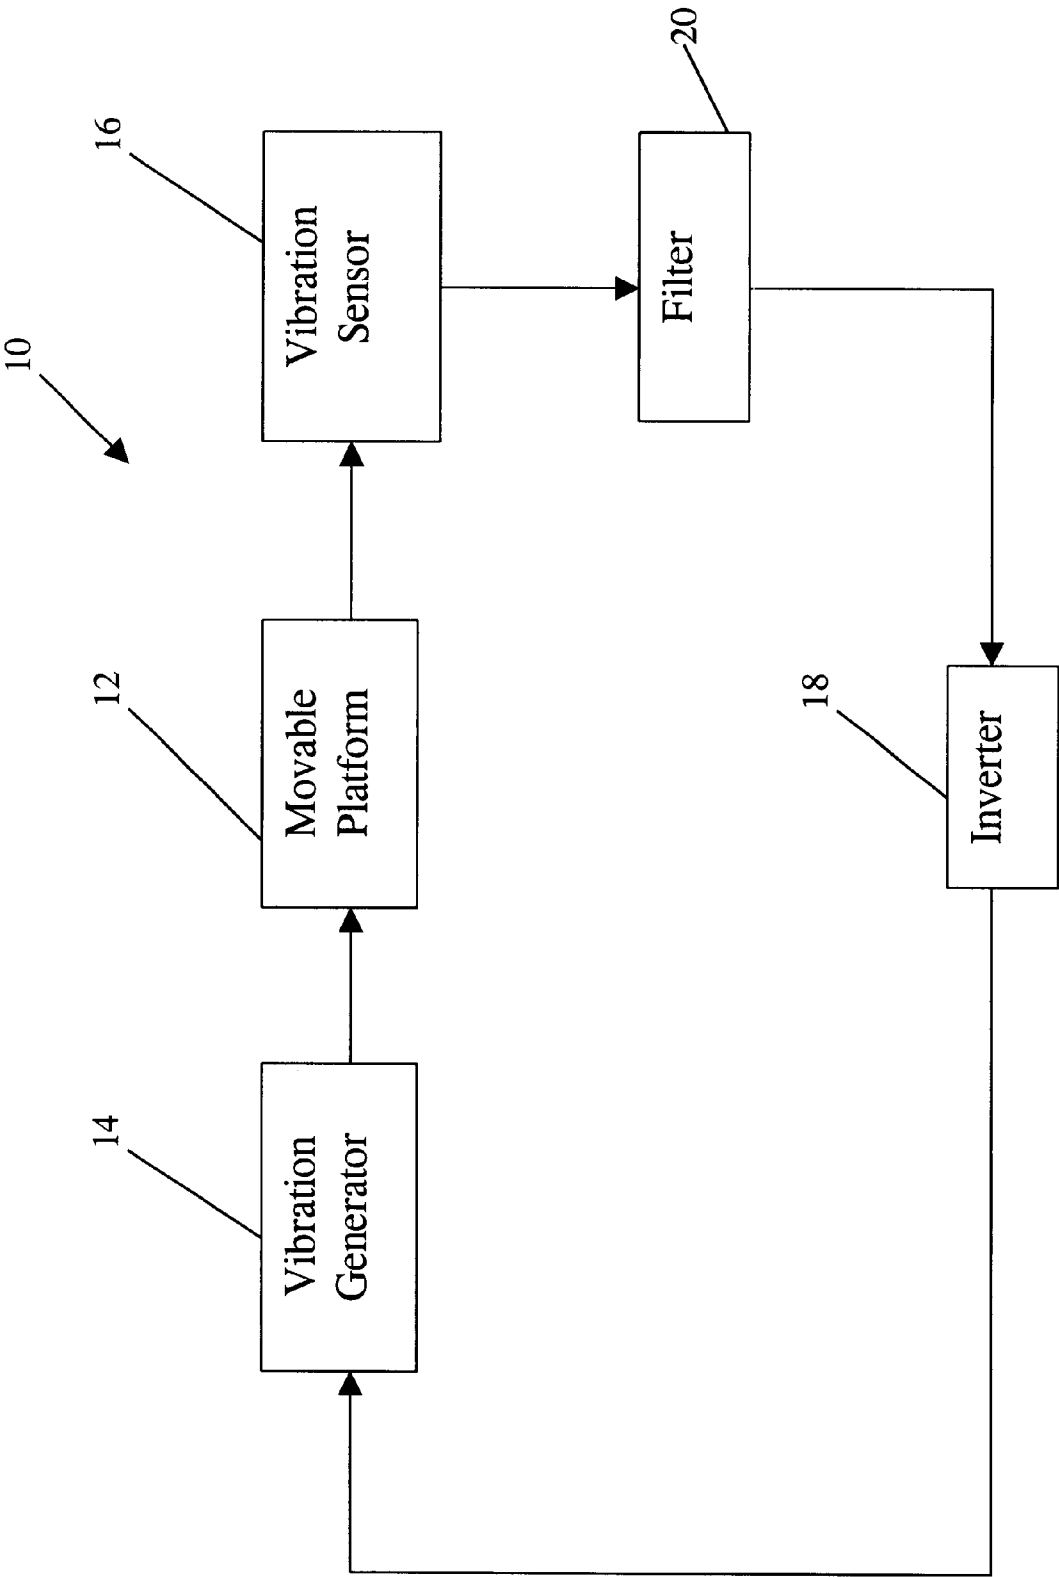 10
14
Vibration
Generator
12
Movable
Platform
16
Vibration
Sensor
20
Filter
18
Inverter